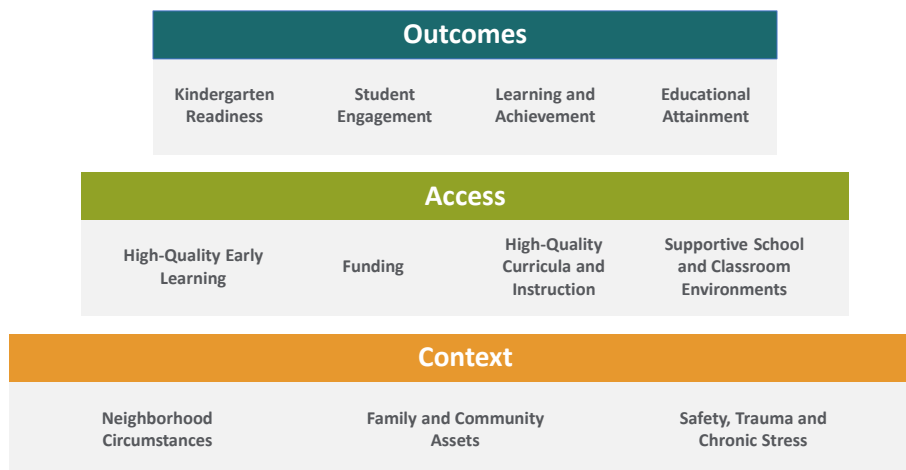 Outcomes
Kindergarten
Readiness
Student
Engagement
Learning and
Achievement
Educational
Attainment
Access
High-Quality Early
Learning
Funding
High-Quality
Curricula and
Instruction
Supportive School
and Classroom
Environments
Context
Neighborhood
Circumstances
Family and Community
Assets
Safety, Trauma and
Chronic Stress